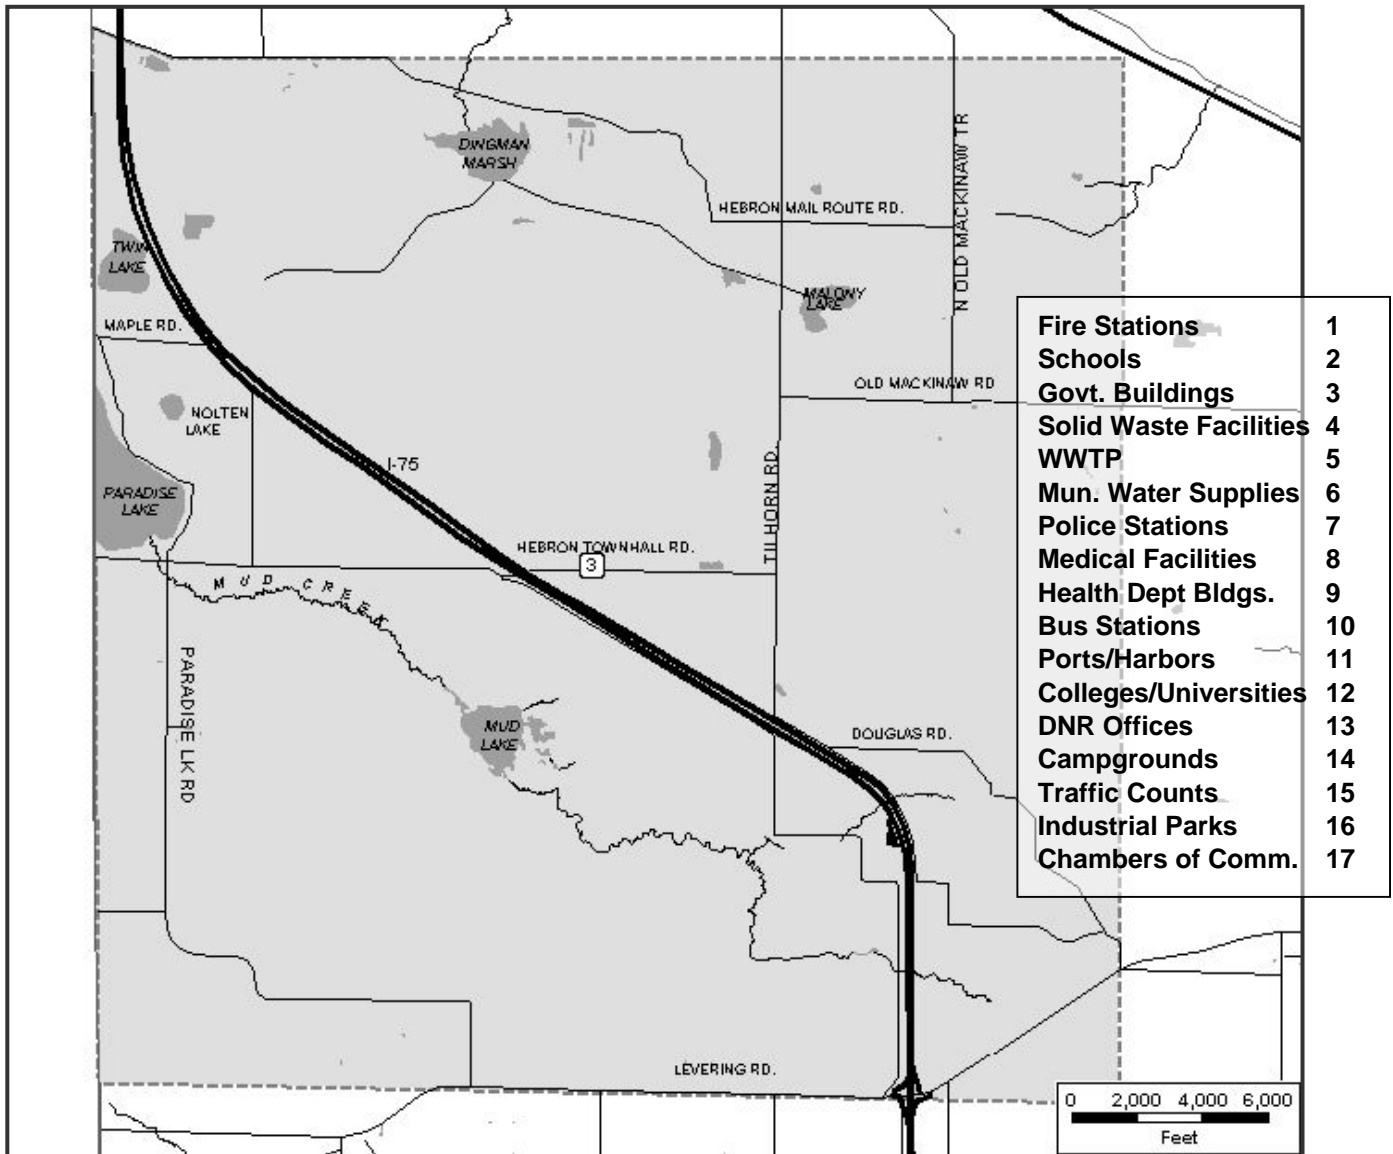 DINGMAN
MARSH
HEBRON MAIL ROUTE RD.
N OLD MACKINAW TR
TWIN
LAKE
MALONY
LAKE
MAPLE RD.
OLD MACKINAW RD
NOLTEN
LAKE
I-75
PARADISE
LAKE
TILHORN RD.
HEBRON TOWNHALL RD.
3
MUD CREEK
PARADISE LK RD
MUD
LAKE
DOUGLAS RD.
LEVERING RD.
Fire Stations 1
Schools 2
Govt. Buildings 3
Solid Waste Facilities 4
WWTP 5
Mun. Water Supplies 6
Police Stations 7
Medical Facilities 8
Health Dept Bldgs. 9
Bus Stations 10
Ports/Harbors 11
Colleges/Universities 12
DNR Offices 13
Campgrounds 14
Traffic Counts 15
Industrial Parks 16
Chambers of Comm. 17
0 2,000 4,000 6,000
Feet